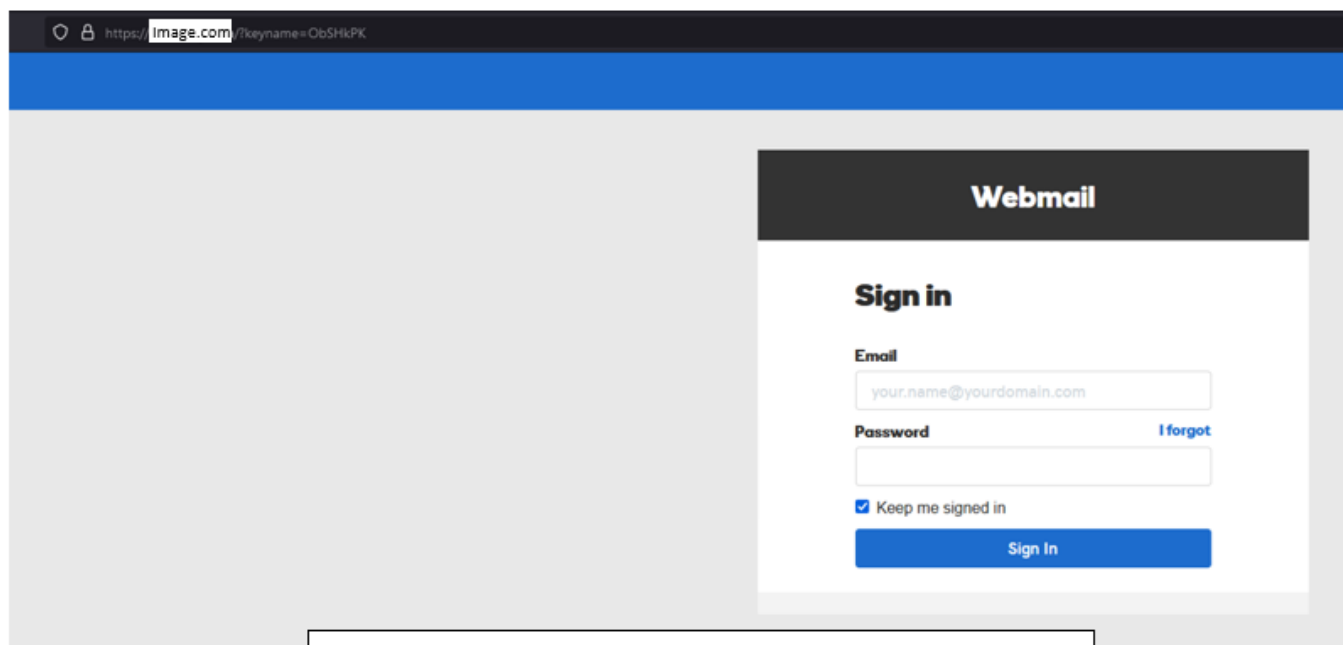 https://Image.com/?keyname=ObSHkPK
Webmail
Sign in
Email
your.name@yourdomain.com
Password I forgot
Keep me signed in
Sign In